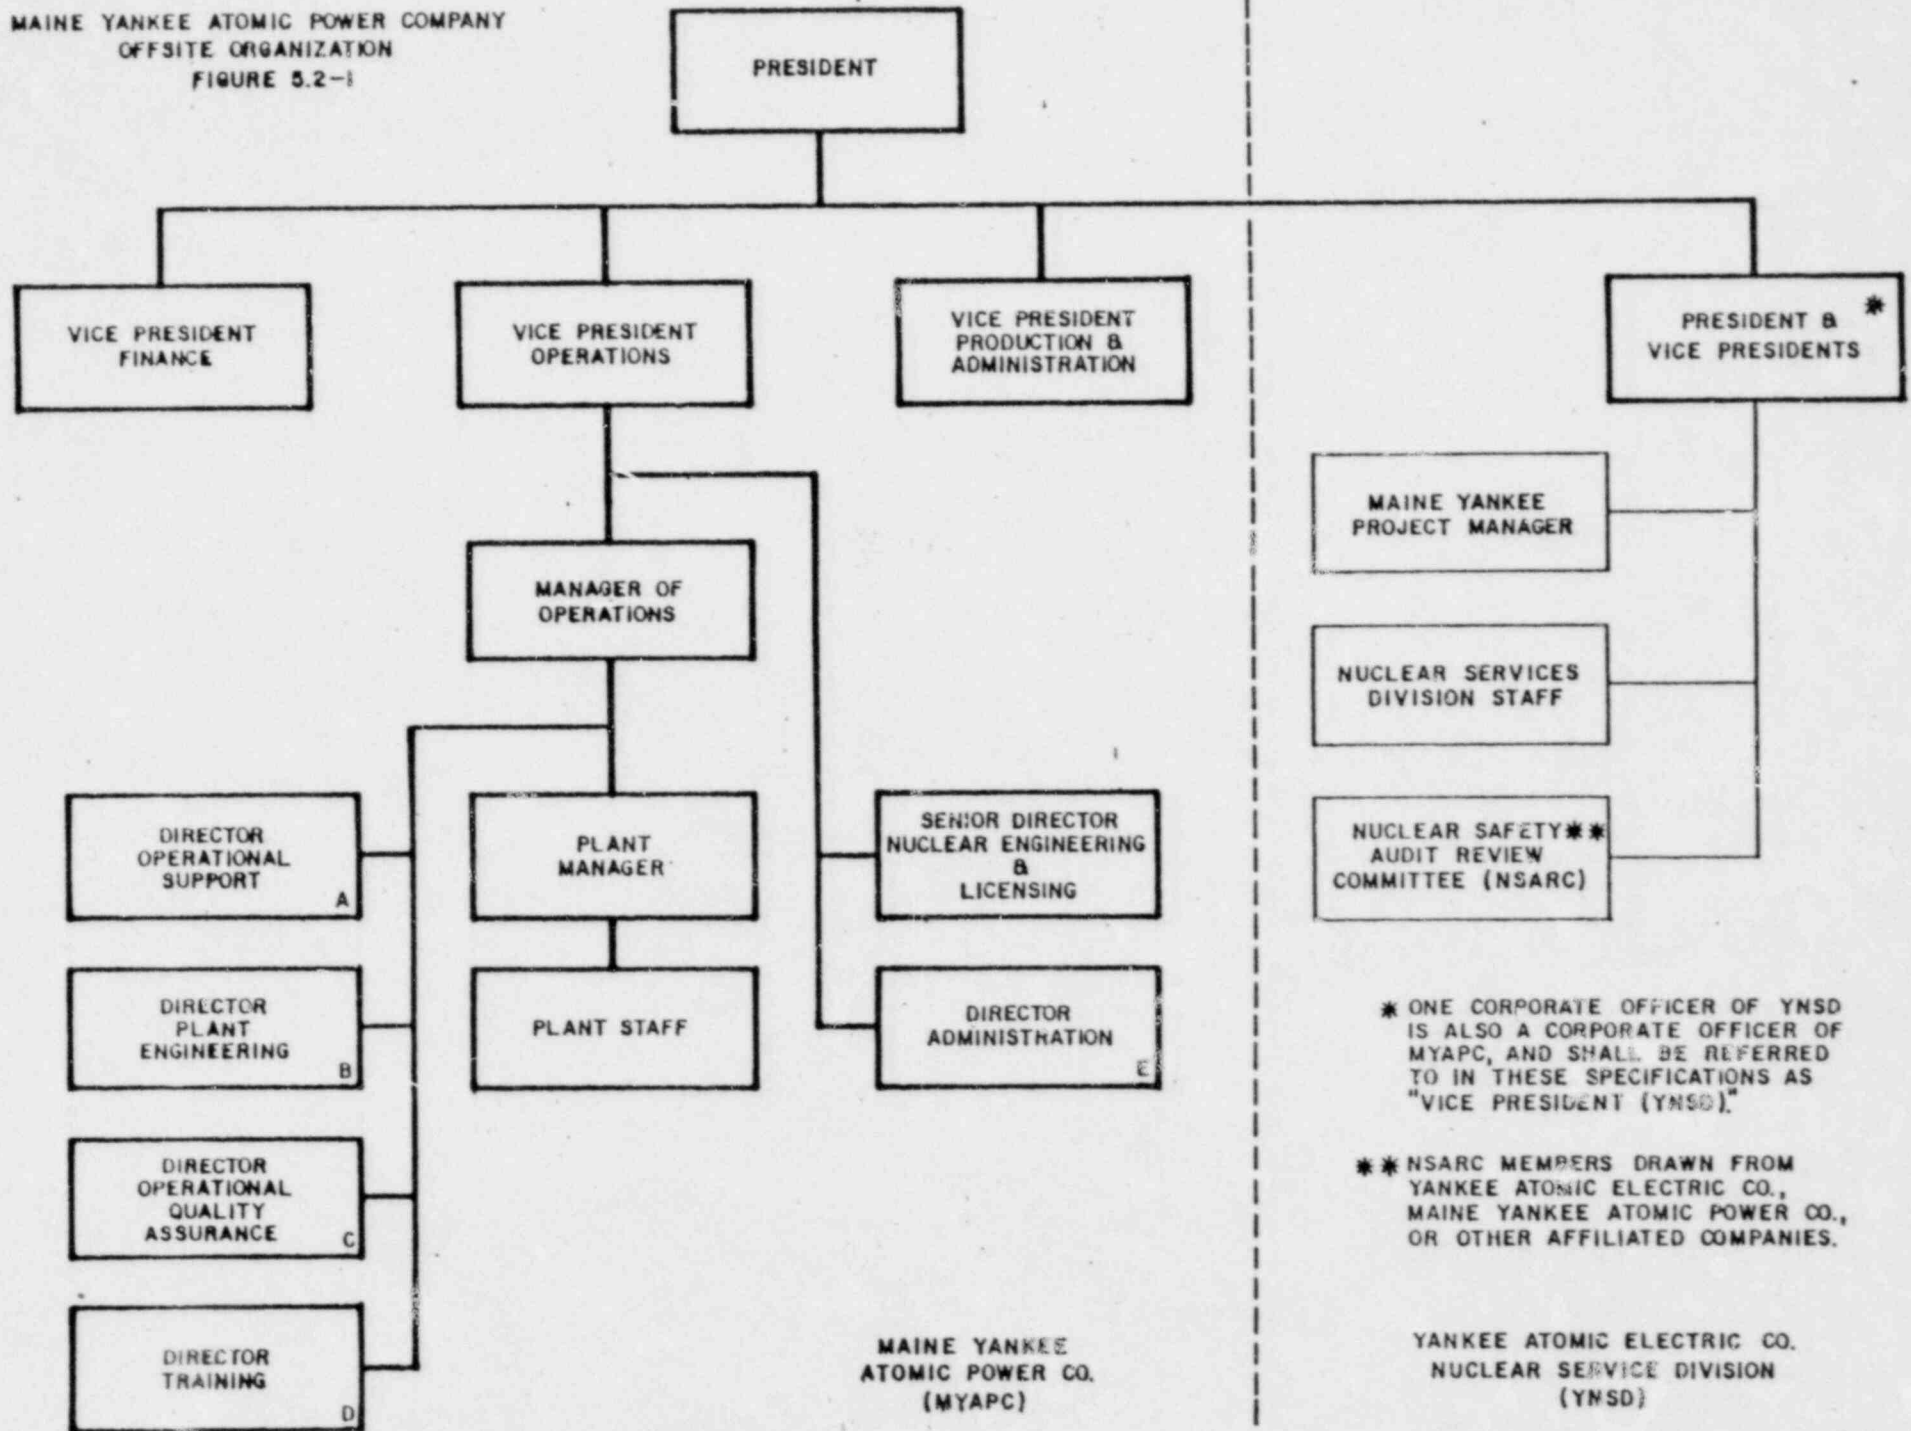 MAINE YANKEE ATOMIC POWER COMPANY
OFFSITE ORGANIZATION
FIGURE 5.2-1
PRESIDENT
VICE PRESIDENT
FINANCE
VICE PRESIDENT
OPERATIONS
VICE PRESIDENT
PRODUCTION &
ADMINISTRATION
PRESIDENT & *
VICE PRESIDENTS
MANAGER OF
OPERATIONS
MAINE YANKEE
PROJECT MANAGER
NUCLEAR SERVICES
DIVISION STAFF
NUCLEAR SAFETY**
AUDIT REVIEW
COMMITTEE (NSARC)
DIRECTOR
OPERATIONAL
SUPPORT
A
PLANT
MANAGER
SENIOR DIRECTOR
NUCLEAR ENGINEERING
&
LICENSING
DIRECTOR
PLANT
ENGINEERING
B
PLANT STAFF
DIRECTOR
ADMINISTRATION
E
DIRECTOR
OPERATIONAL
QUALITY
ASSURANCE
C
DIRECTOR
TRAINING
D
* ONE CORPORATE OFFICER OF YNSD
IS ALSO A CORPORATE OFFICER OF
MYAPC, AND SHALL BE REFERRED
TO IN THESE SPECIFICATIONS AS
"VICE PRESIDENT (YNSD)."
** NSARC MEMBERS DRAWN FROM
YANKEE ATOMIC ELECTRIC CO.,
MAINE YANKEE ATOMIC POWER CO.,
OR OTHER AFFILIATED COMPANIES.
MAINE YANKEE
ATOMIC POWER CO.
(MYAPC)
YANKEE ATOMIC ELECTRIC CO.
NUCLEAR SERVICE DIVISION
(YNSD)